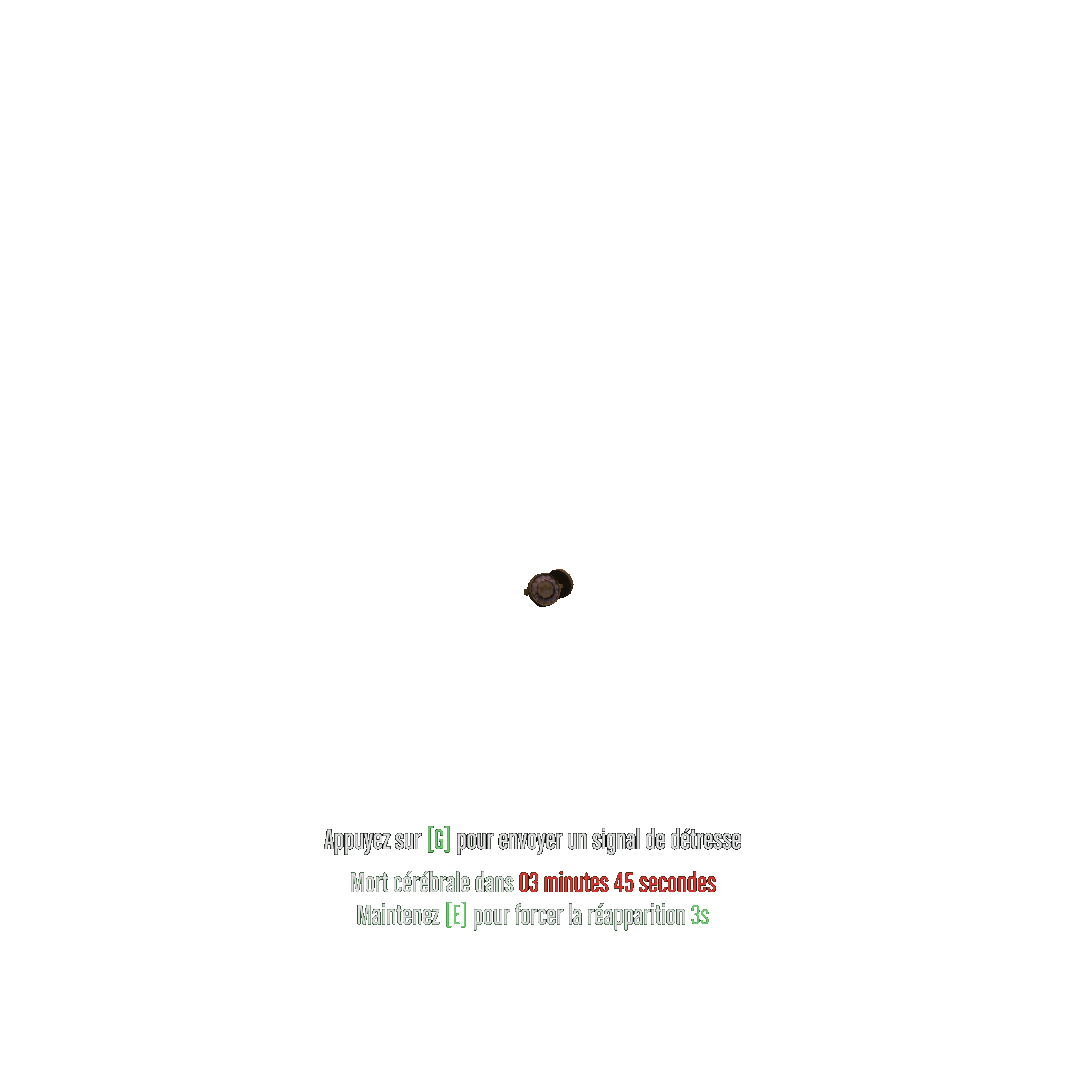 Appuyez sur [G] pour envoyer un signal de détresse
Mort cérébrale dans 03 minutes 45 secondes
Maintenez [E] pour forcer la réapparition 3s